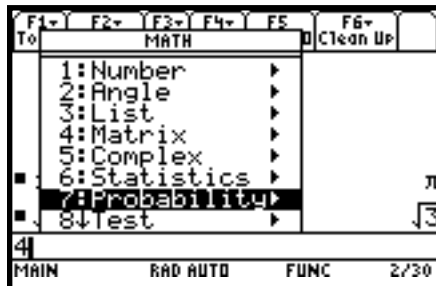 F1 F2 F3 F4 F5 F6
To MATH Clean Up
1:Number
2:Angle
3:List
4:Matrix
5:Complex
6:Statistics
7:Probability
8↓Test
π
√3
4
MAIN RAD AUTO FUNC 2/30